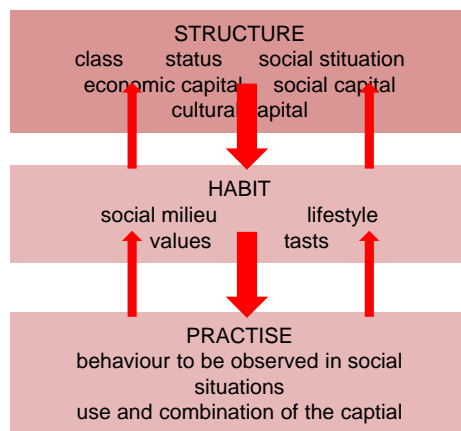 STRUCTURE
class status social stituation
economic capital social capital
cultural capital
HABIT
social milieu lifestyle
values tasts
PRACTISE
behaviour to be observed in social
situations
use and combination of the captial